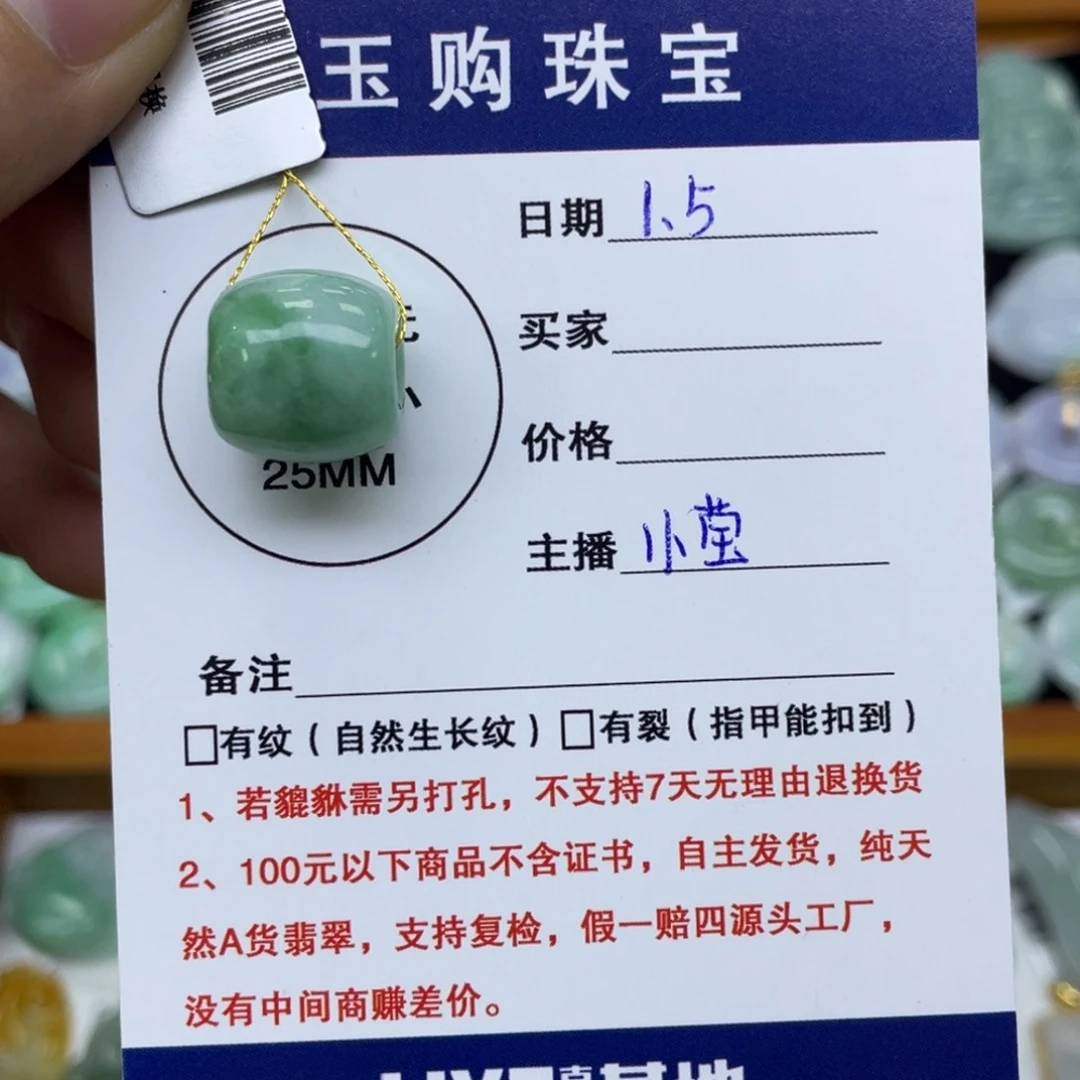 玉购珠宝
换
日期 1.5
买家
25MM
价格
主播 小莹
备注
□有纹（自然生长纹）□有裂（指甲能扣到）
1、若貔貅需另打孔，不支持7天无理由退换货
2、100元以下商品不含证书，自主发货，纯天
然A货翡翠，支持复检，假一赔四源头工厂，
没有中间商赚差价。
基地